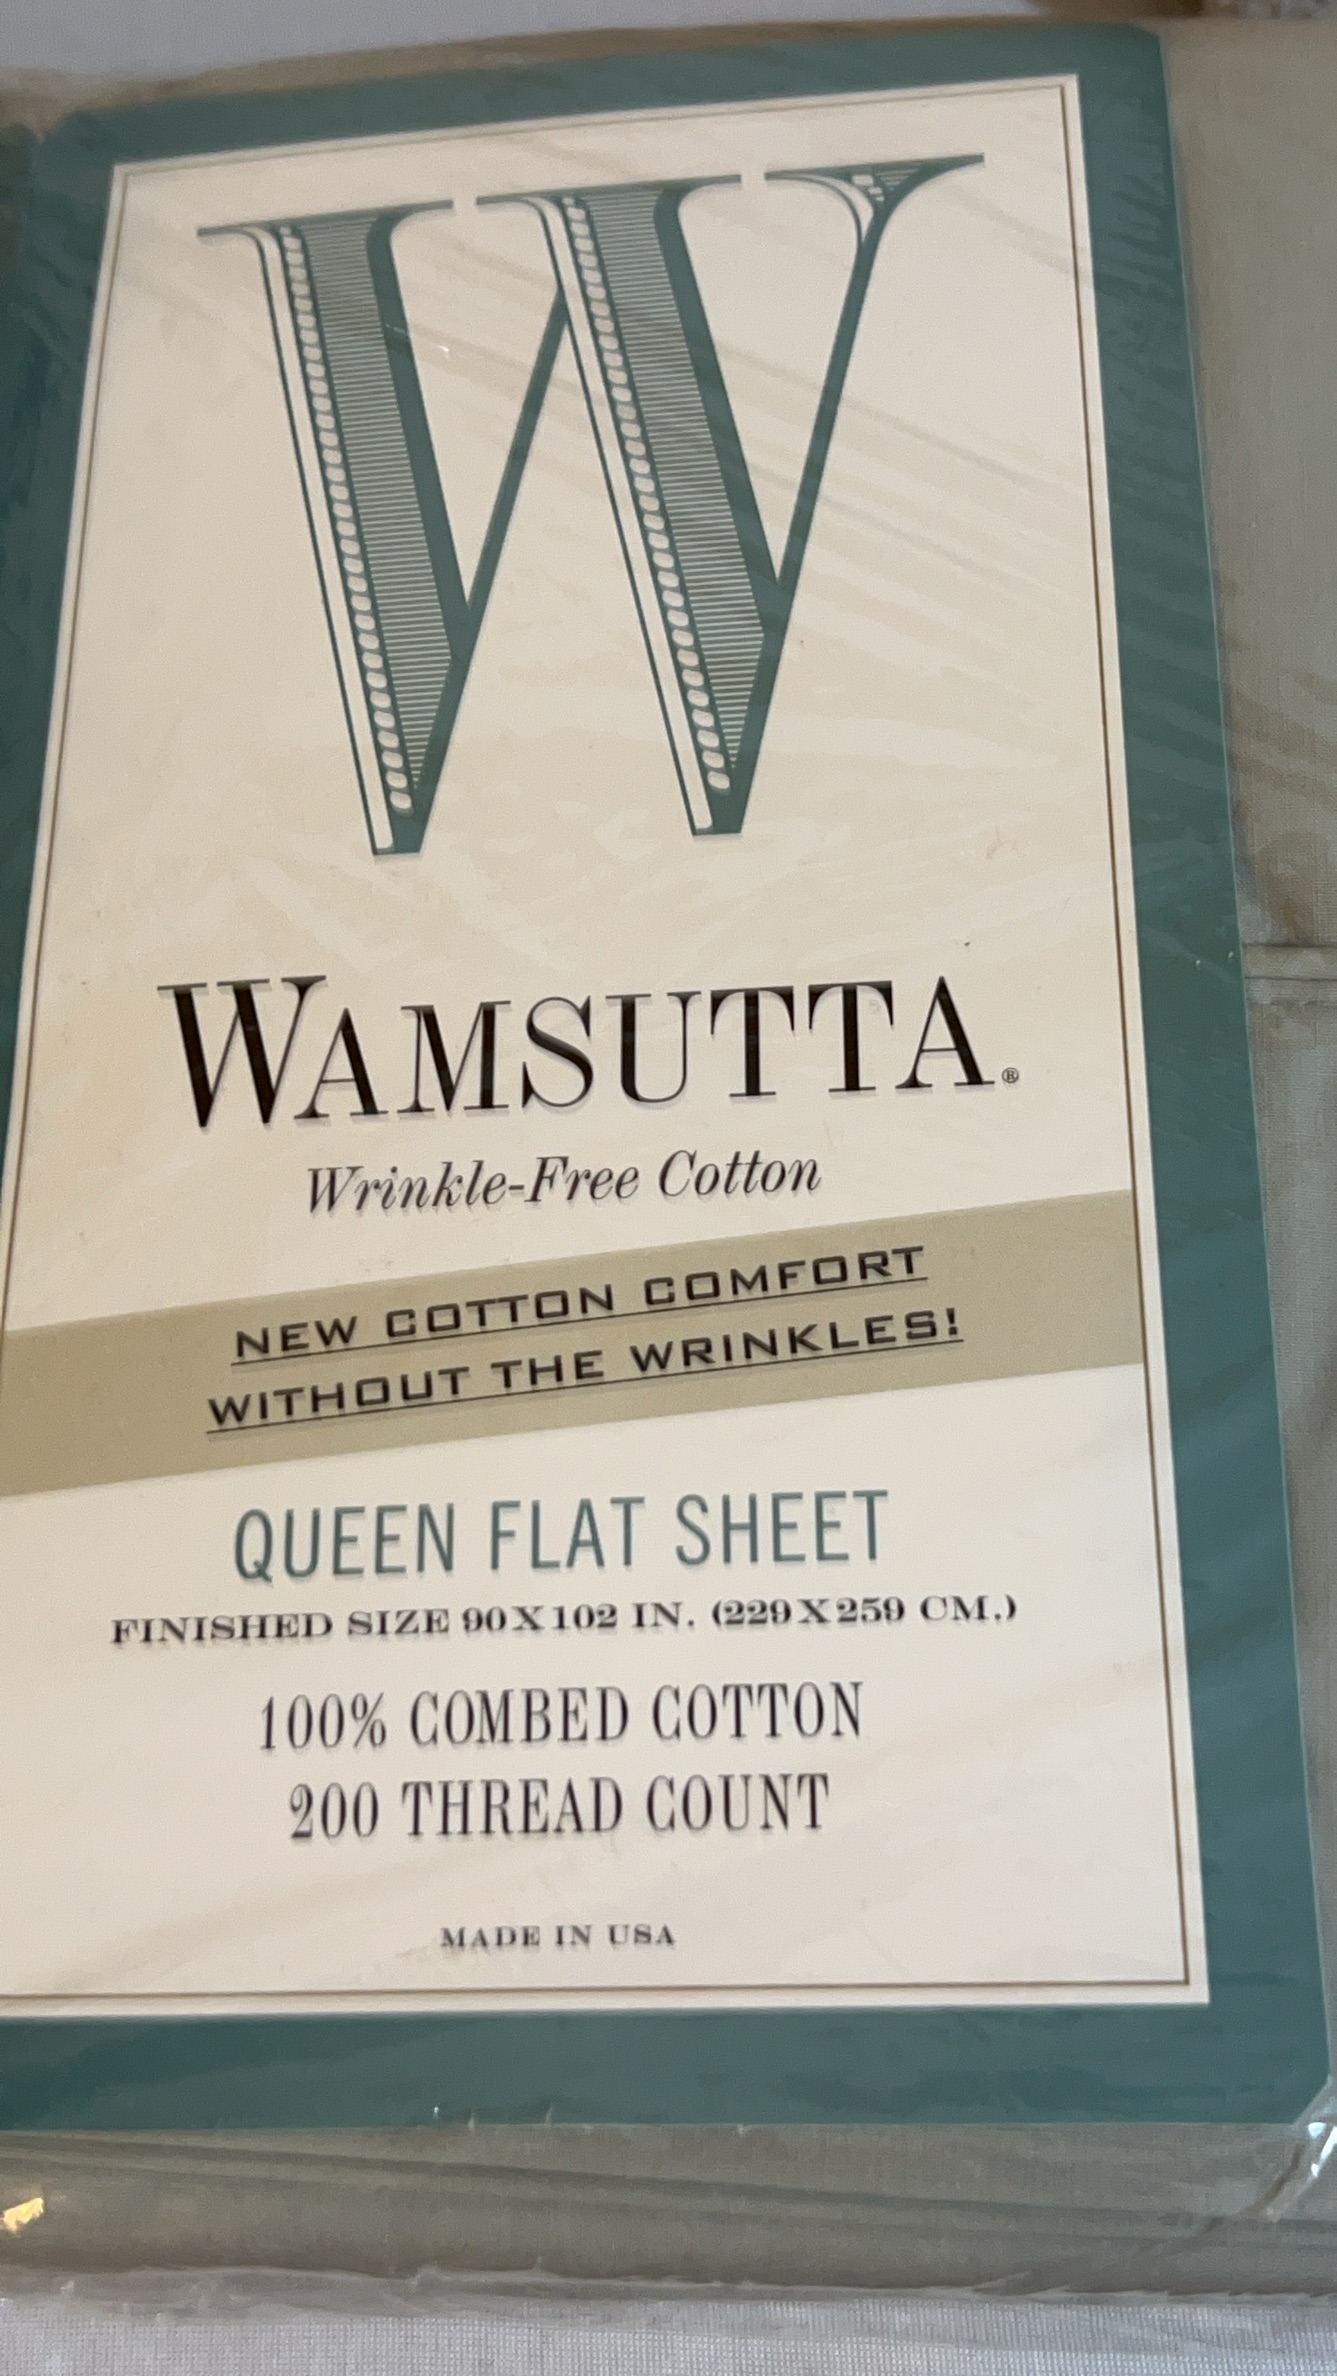 W
WAMSUTTA®
Wrinkle-Free Cotton
NEW COTTON COMFORT
WITHOUT THE WRINKLES!
QUEEN FLAT SHEET
FINISHED SIZE 90X102 IN. (229X259 CM.)
100% COMBED COTTON
200 THREAD COUNT
MADE IN USA